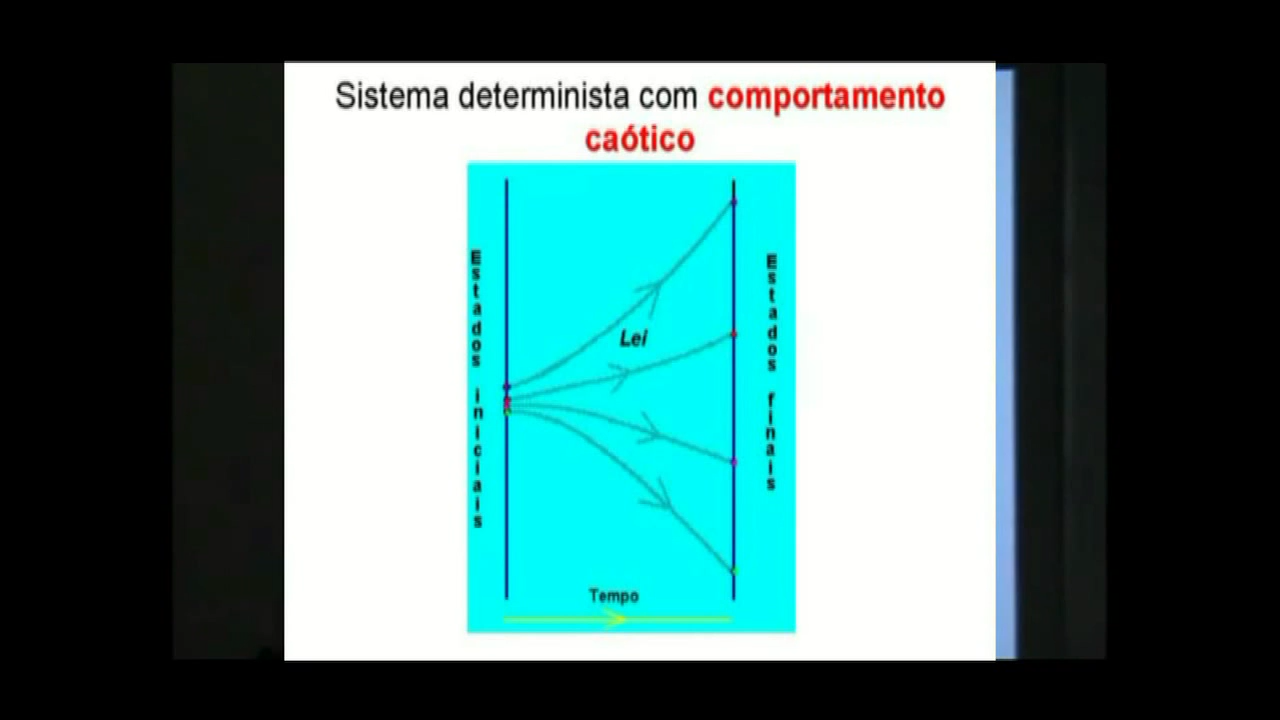 Sistema determinista com comportamento
caótico
Estados iniciais
Lei
Estados finais
Tempo